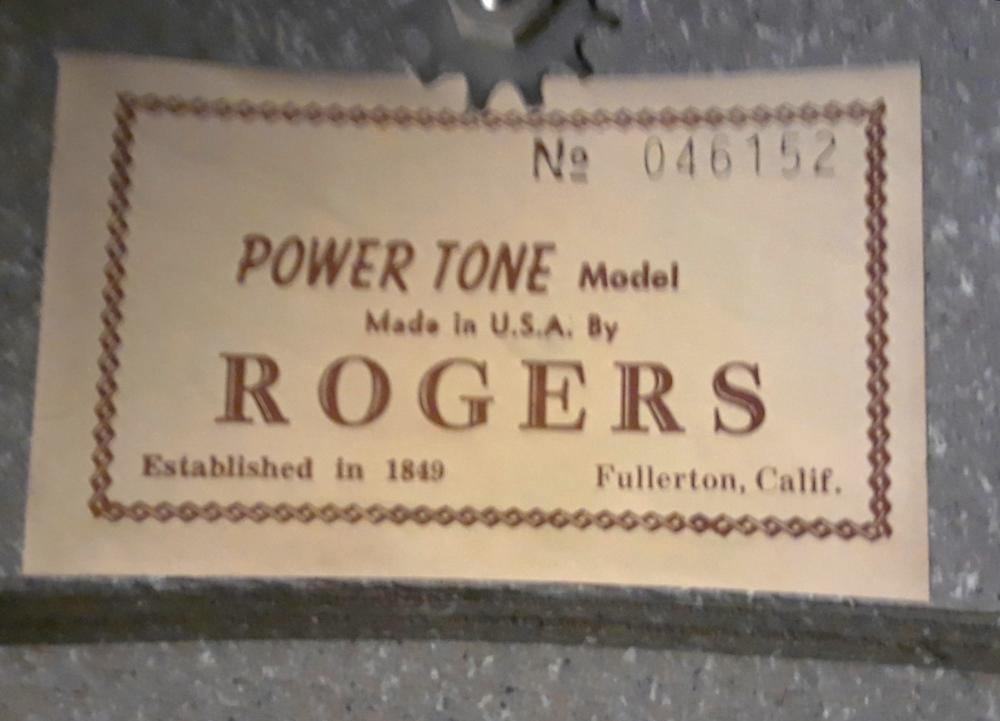 Nº 046152
POWER TONE Model
Made in U.S.A. By
ROGERS
Established in 1849 Fullerton, Calif.